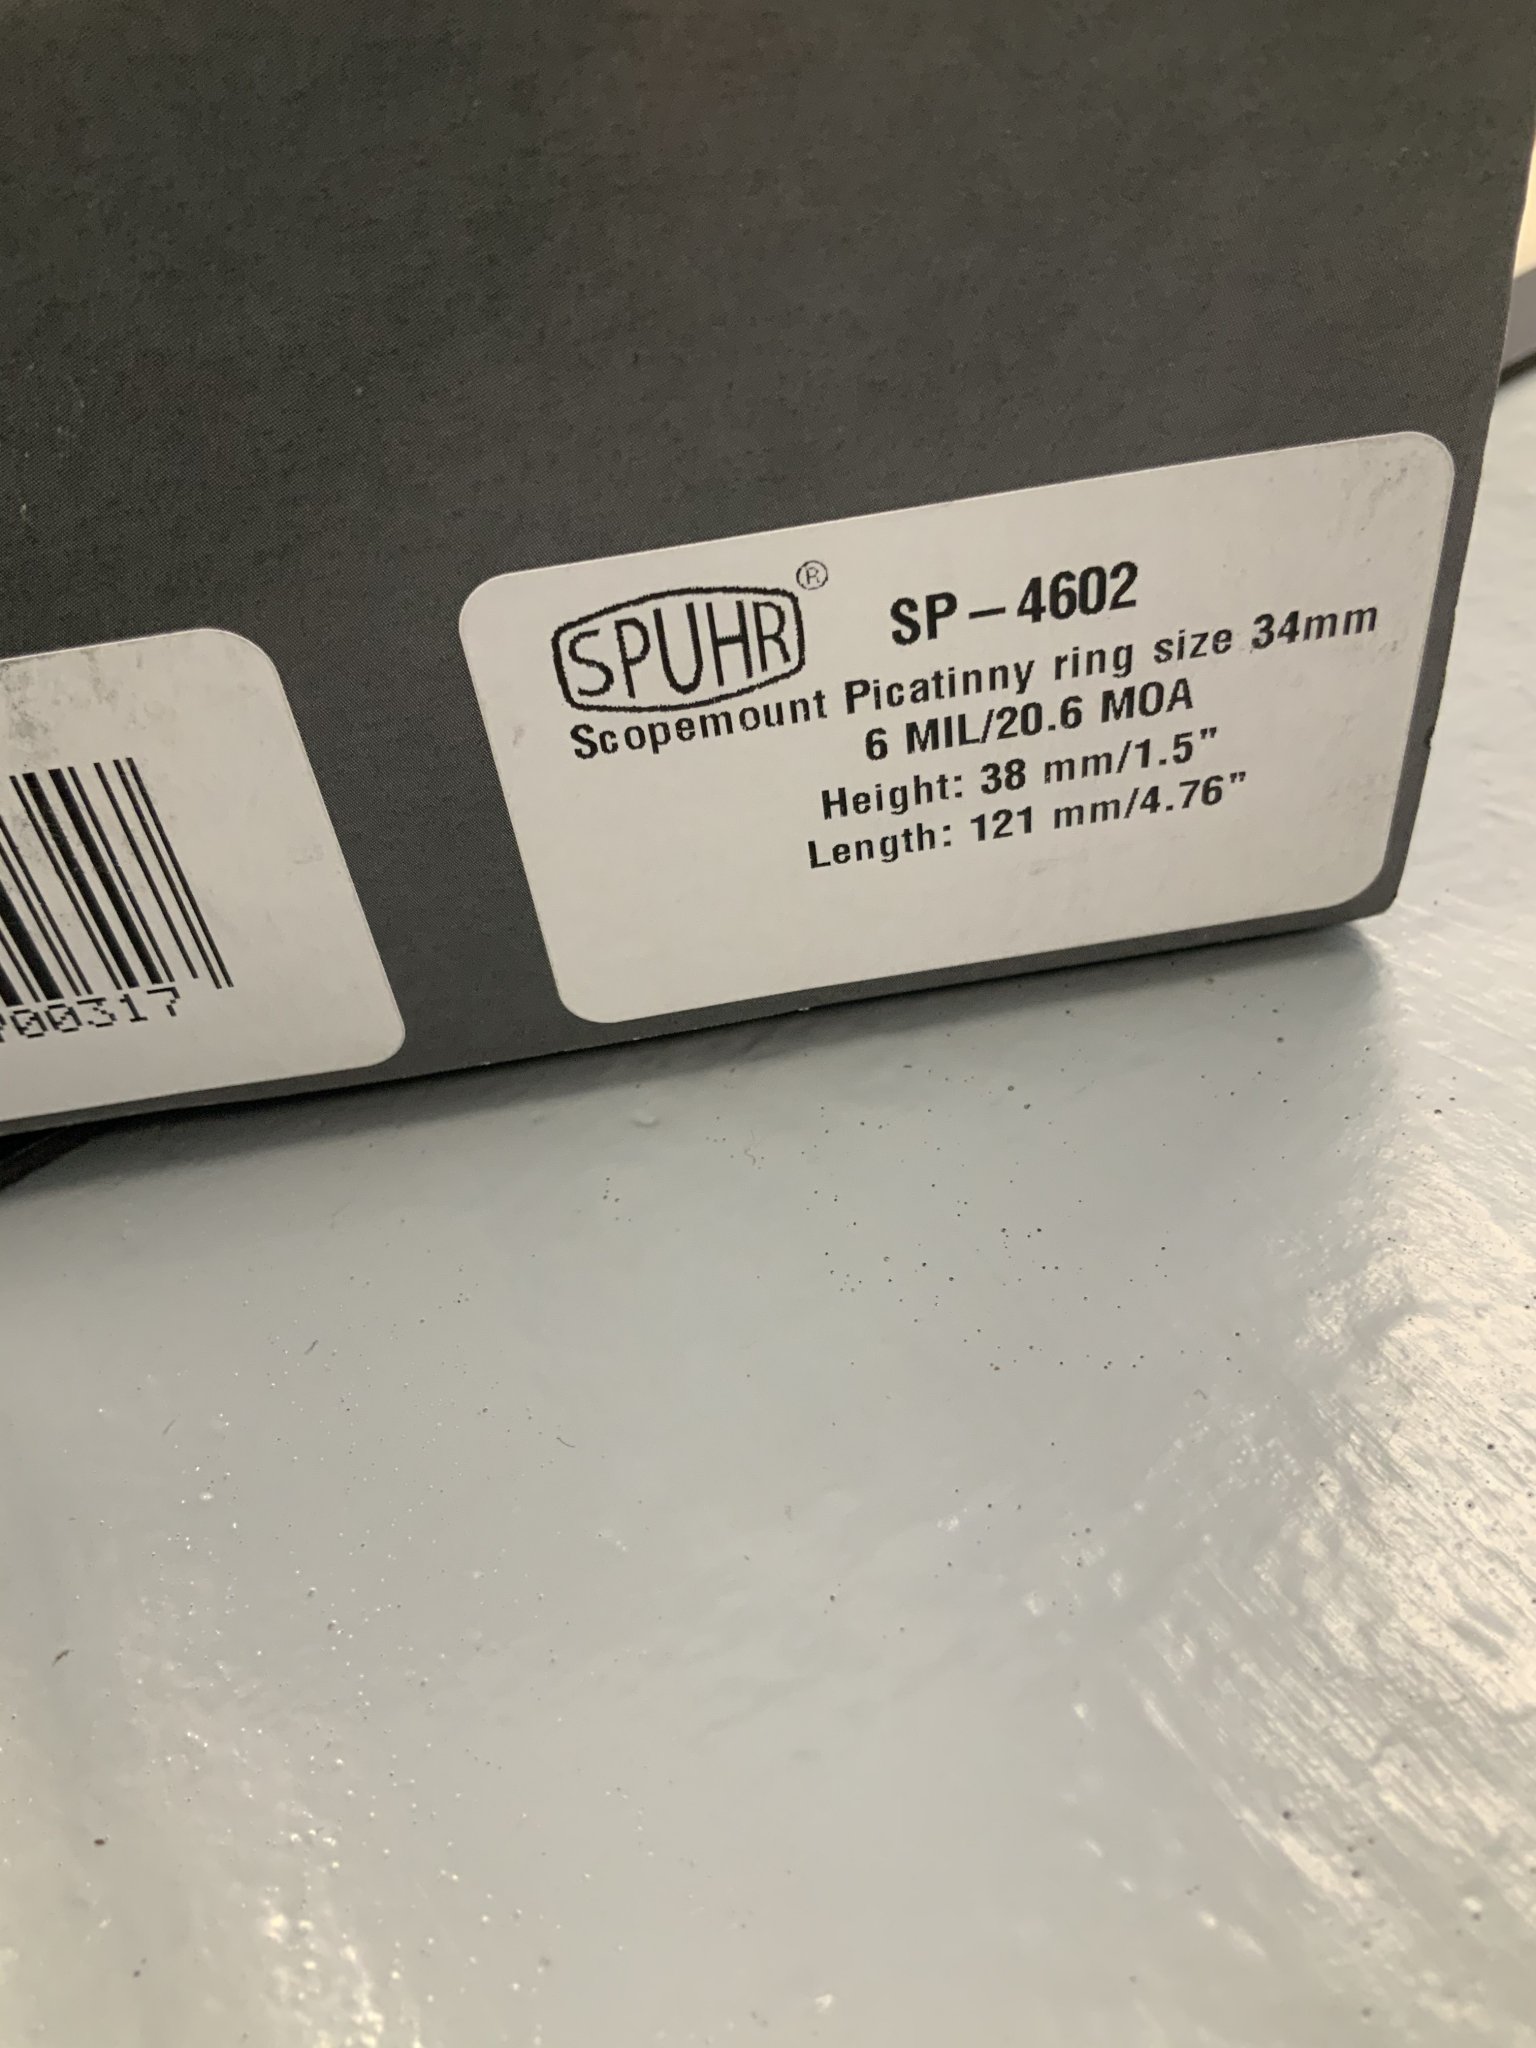 SPUHR®
SP-4602
Scopemount Picatinny ring size 34mm
6 MIL/20.6 MOA
Height: 38 mm/1.5"
Length: 121 mm/4.76"
00317